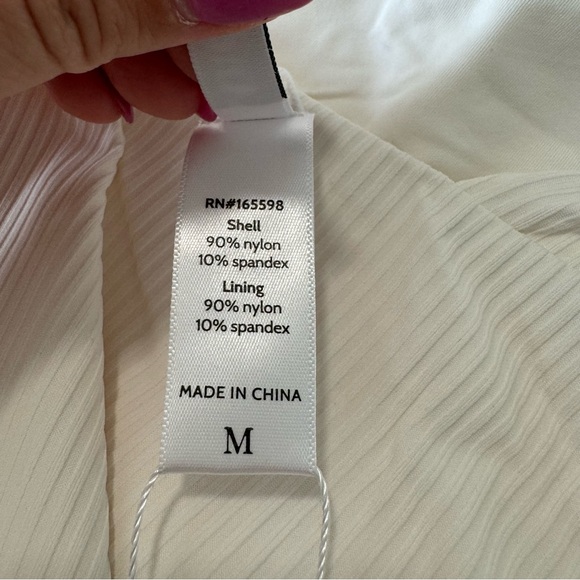 RN#165598
Shell
90% nylon
10% spandex
Lining
90% nylon
10% spandex
MADE IN CHINA
M